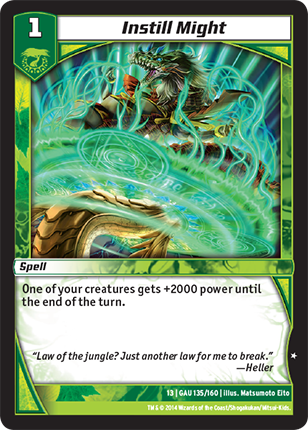 1
Instill Might
Spell
One of your creatures gets +2000 power until
the end of the turn.
“Law of the jungle? Just another law for me to break.”
—Heller
13 | GAU 135/160 | illus. Matsumoto Eito
TM & © 2014 Wizards of the Coast/Shogakukan/Mitsui-Kids.